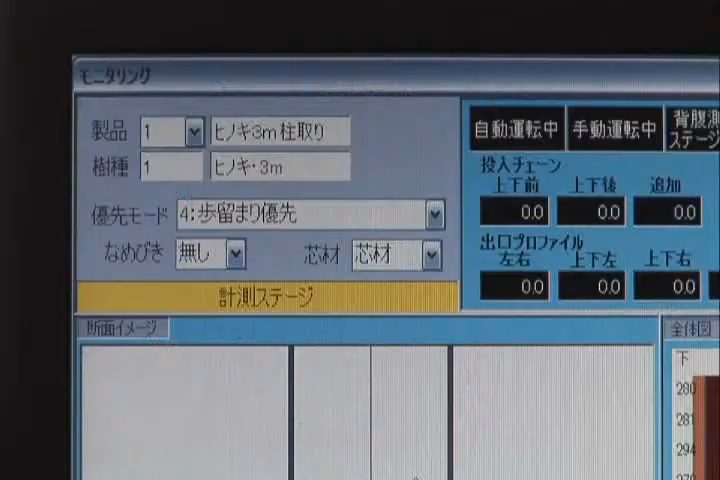 モニタリング
製品 1 ヒノキ3m 柱取り
樹種 1 ヒノキ・3m
優先モード 4:歩留まり優先
なめびき 無し 芯材 芯材
計測ステージ
自動運転中 手動運転中 背腹測
ステージ
投入チェーン
上下前 上下後 追加
0.0 0.0 0.0
出口プロファイル
左右 上下左 上下右
0.0 0.0 0.0
断面イメージ 全体図
下
280
281
294